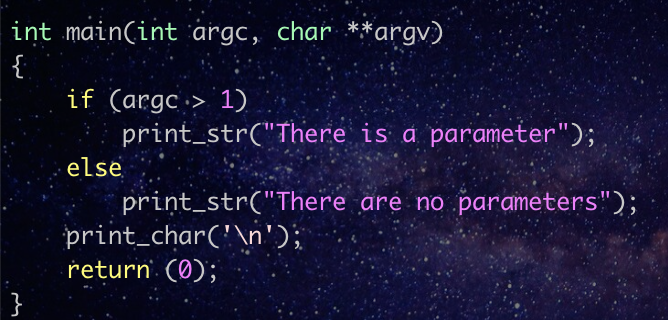 int main(int argc, char **argv)
{
    if (argc > 1)
        print_str("There is a parameter");
    else
        print_str("There are no parameters");
    print_char('\n');
    return (0);
}